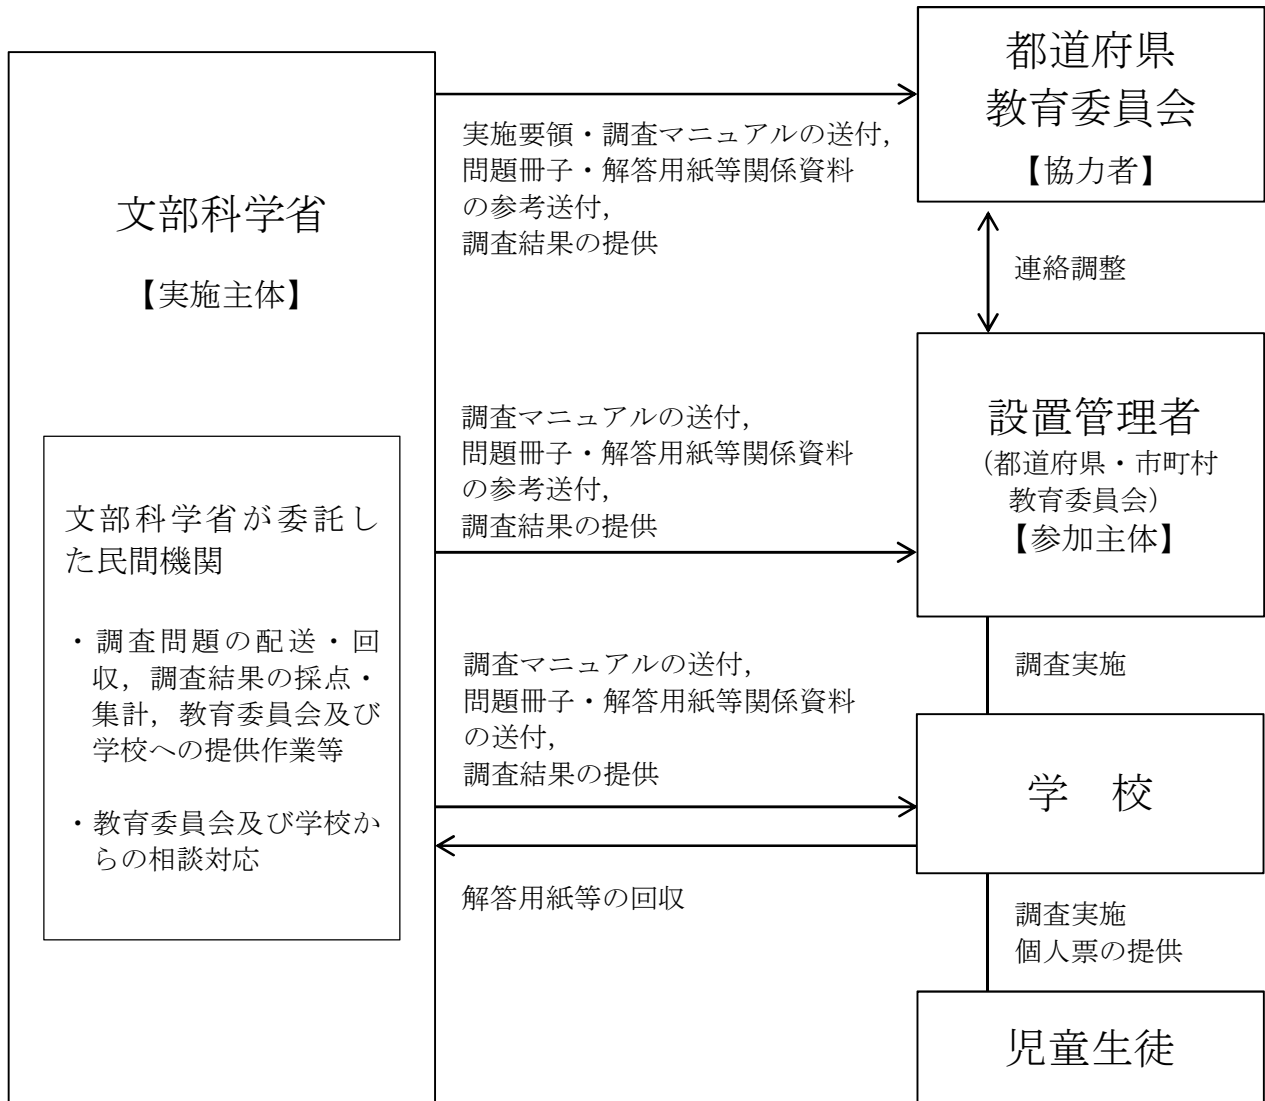 文部科学省
【実施主体】
文部科学省が委託し
た民間機関
・調査問題の配送・回
収，調査結果の採点・
集計，教育委員会及び
学校への提供作業等
・教育委員会及び学校か
らの相談対応
実施要領・調査マニュアルの送付，
問題冊子・解答用紙等関係資料
の参考送付，
調査結果の提供
調査マニュアルの送付，
問題冊子・解答用紙等関係資料
の参考送付，
調査結果の提供
調査マニュアルの送付，
問題冊子・解答用紙等関係資料
の送付，
調査結果の提供
解答用紙等の回収
都道府県
教育委員会
【協力者】
連絡調整
設置管理者
（都道府県・市町村
教育委員会）
【参加主体】
調査実施
学　校
調査実施
個人票の提供
児童生徒